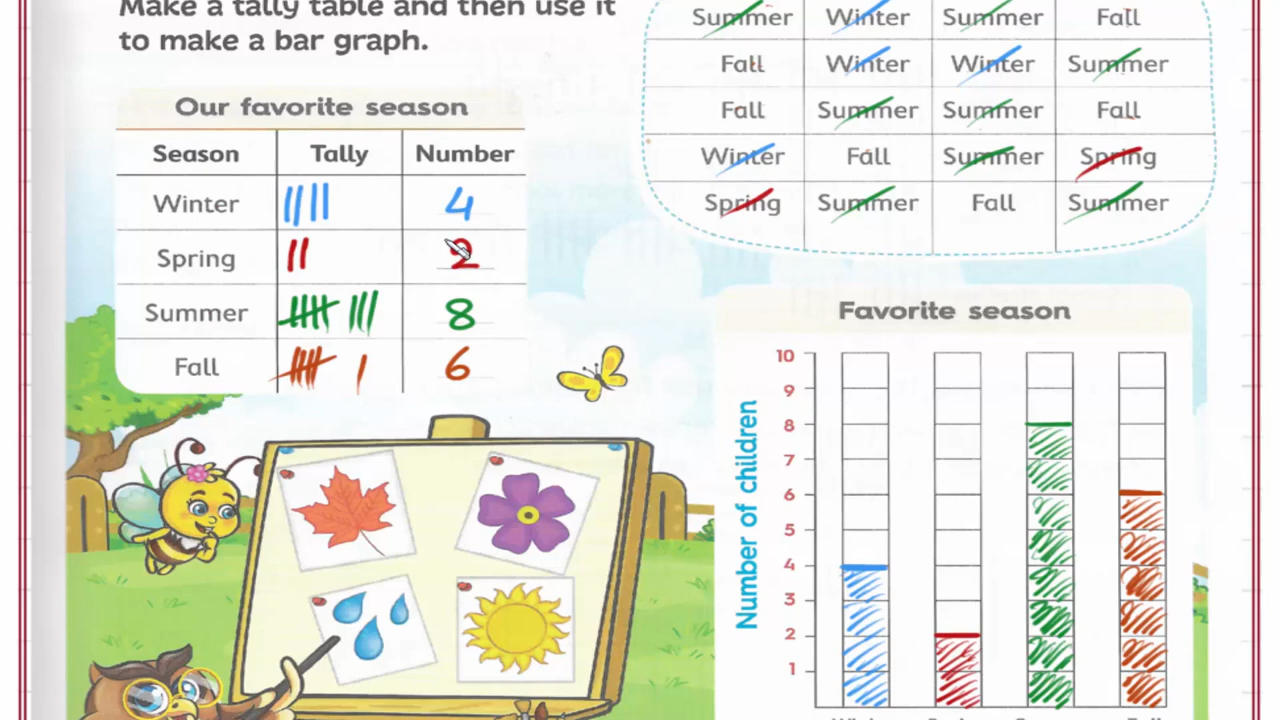 Make a tally table and then use it
to make a bar graph.
Our favorite season
Season Tally Number
Winter 4
Spring 2
Summer 8
Fall 6
Summer Winter Summer Fall
Fall Winter Winter Summer
Fall Summer Summer Fall
Winter Fall Summer Spring
Spring Summer Fall Summer
Favorite season
Number of children
10
9
8
7
6
5
4
3
2
1